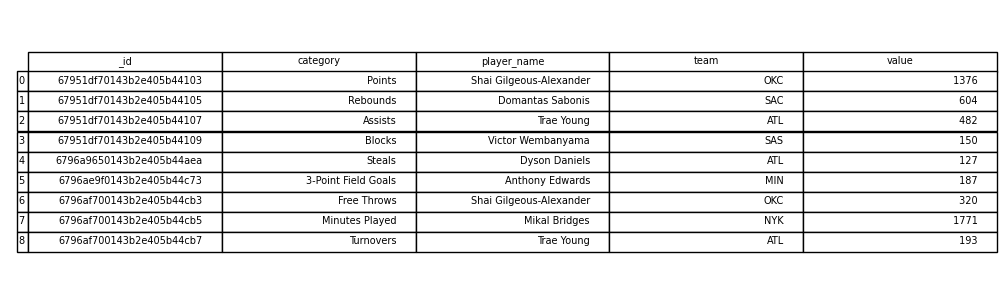 _id category player_name team value
0 67951df70143b2e405b44103 Points Shai Gilgeous-Alexander OKC 1376
1 67951df70143b2e405b44105 Rebounds Domantas Sabonis SAC 604
2 67951df70143b2e405b44107 Assists Trae Young ATL 482
3 67951df70143b2e405b44109 Blocks Victor Wembanyama SAS 150
4 6796a9650143b2e405b44aea Steals Dyson Daniels ATL 127
5 6796ae9f0143b2e405b44c73 3-Point Field Goals Anthony Edwards MIN 187
6 6796af700143b2e405b44cb3 Free Throws Shai Gilgeous-Alexander OKC 320
7 6796af700143b2e405b44cb5 Minutes Played Mikal Bridges NYK 1771
8 6796af700143b2e405b44cb7 Turnovers Trae Young ATL 193